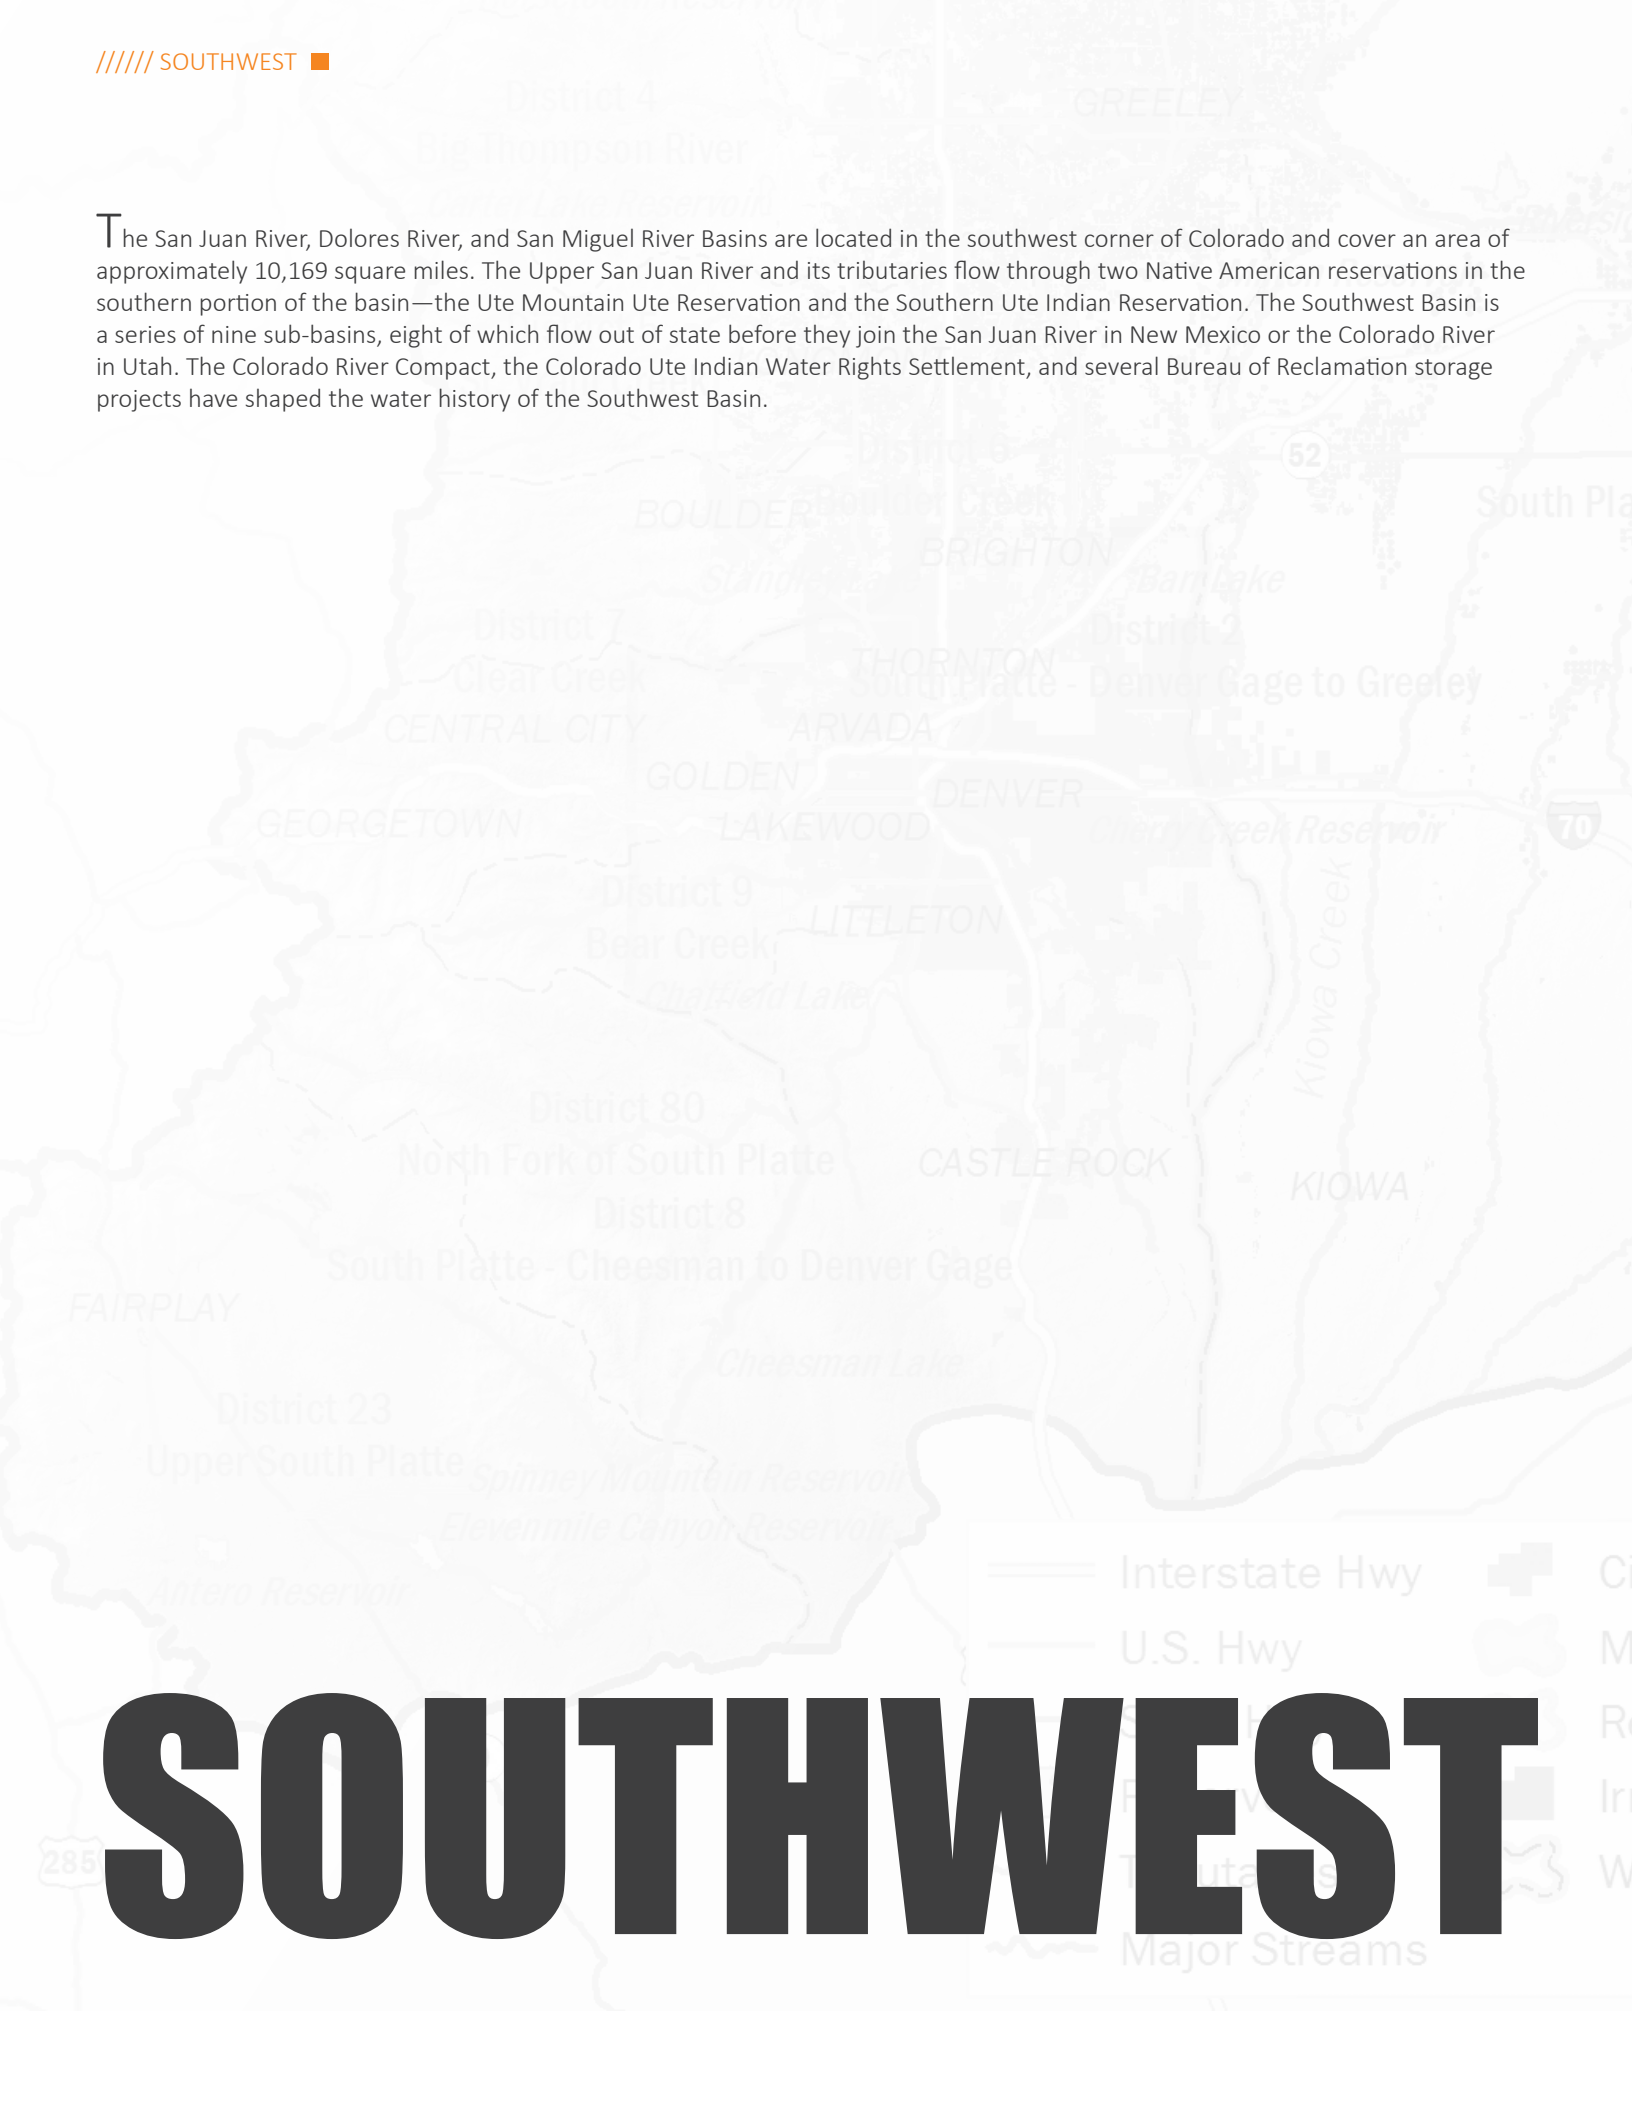 ////// SOUTHWEST
The San Juan River, Dolores River, and San Miguel River Basins are located in the southwest corner of Colorado and cover an area of
approximately 10,169 square miles. The Upper San Juan River and its tributaries flow through two Native American reservations in the
southern portion of the basin—the Ute Mountain Ute Reservation and the Southern Ute Indian Reservation. The Southwest Basin is
a series of nine sub-basins, eight of which flow out of state before they join the San Juan River in New Mexico or the Colorado River
in Utah. The Colorado River Compact, the Colorado Ute Indian Water Rights Settlement, and several Bureau of Reclamation storage
projects have shaped the water history of the Southwest Basin.
District 4
GREELEY
Big Thompson River
Carter Lake Reservoir
District 6
52
BOULDER
Boulder Creek
South Pla
BRIGHTON
Barr Lake
District 7
District 2
THORNTON
Clear Creek
South Platte - Denver Gage to Greeley
CENTRAL CITY
ARVADA
GOLDEN
DENVER
GEORGETOWN
LAKEWOOD
Cherry Creek Reservoir
70
District 9
LITTLETON
Bear Creek
Kiowa Creek
Chatfield Lake
District 80
North Fork of South Platte
CASTLE ROCK
KIOWA
District 8
South Platte - Cheesman to Denver Gage
FAIRPLAY
Cheesman Lake
District 23
Upper South Platte
Spinney Mountain Reservoir
Elevenmile Canyon Reservoir
Antero Reservoir
Interstate Hwy
Ci
U.S. Hwy
M
SOUTHWEST
285
Major Streams